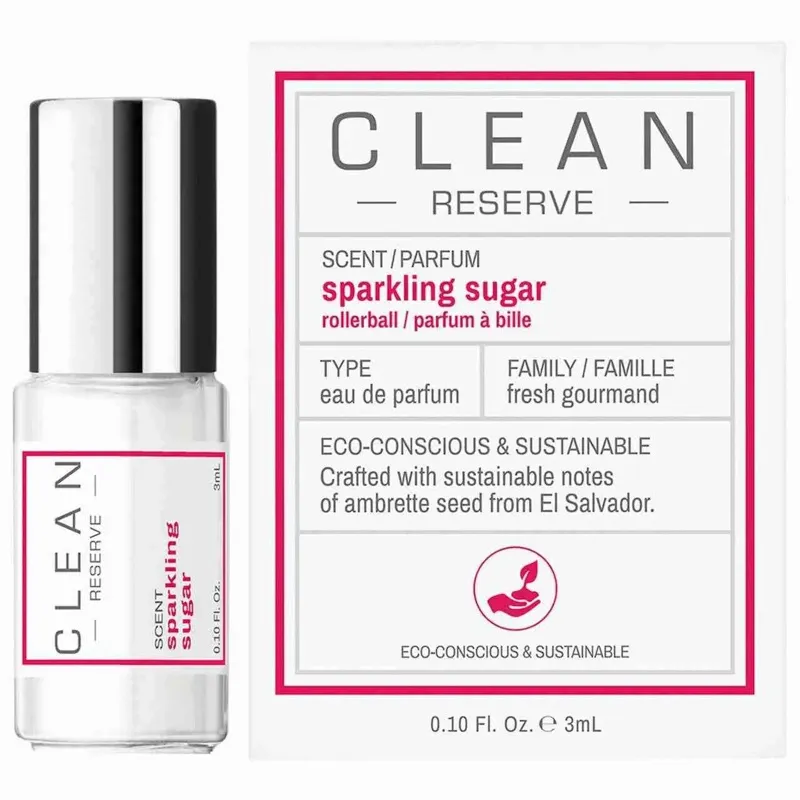 CLEAN
— RESERVE —
SCENT
sparkling
sugar
0.10 Fl. Oz.
3mL
CLEAN
— RESERVE —
SCENT / PARFUM
sparkling sugar
rollerball / parfum à bille
TYPE
eau de parfum
FAMILY / FAMILLE
fresh gourmand
ECO-CONSCIOUS & SUSTAINABLE
Crafted with sustainable notes
of ambrette seed from El Salvador.
ECO-CONSCIOUS & SUSTAINABLE
0.10 Fl. Oz. ℮ 3mL